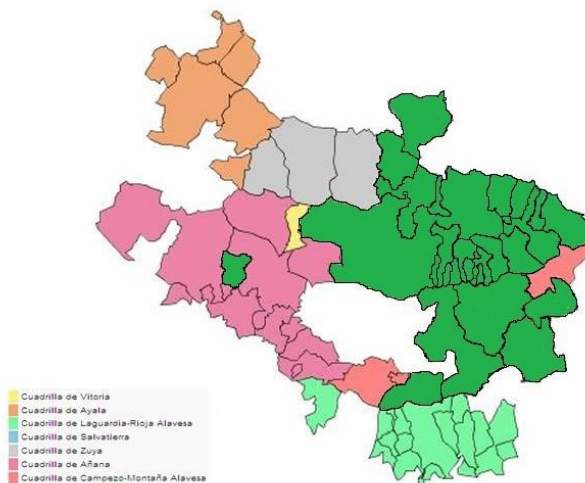 Cuadrilla de Vitoria
Cuadrilla de Ayala
Cuadrilla de Laguardia-Rioja Alavesa
Cuadrilla de Salvatierra
Cuadrilla de Zuya
Cuadrilla de Añana
Cuadrilla de Campezo-Montaña Alavesa